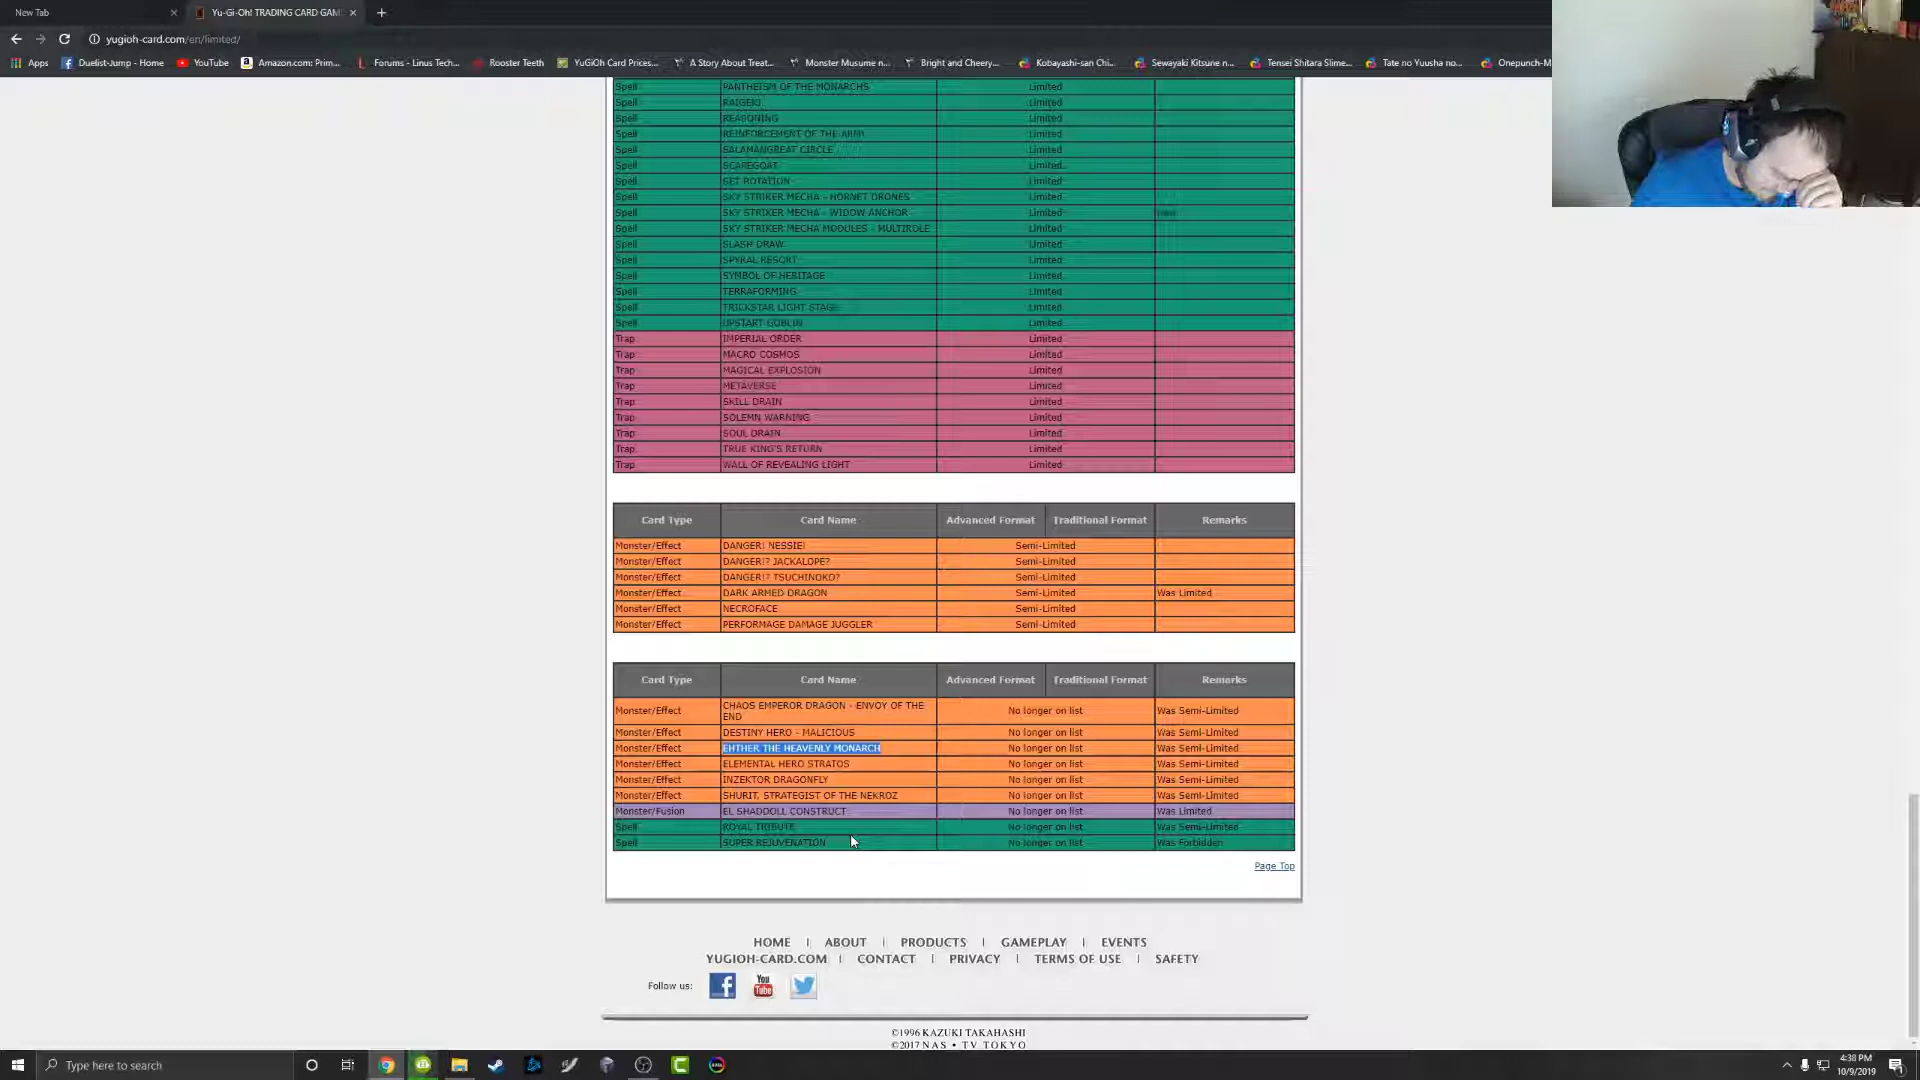 New Tab
Yu-Gi-Oh! TRADING CARD GAM
yugioh-card.com/en/limited/
Apps Duelist-Jump - Home YouTube Amazon.com: Prim... Forums - Linus Tech... Rooster Teeth YuGiOh Card Prices... A Story About Treat... Monster Musume n... Bright and Cheery... Kobayashi-san Chi... Sewayaki Kitsune n... Tensei Shitara Slime... Tate no Yuusha no... Onepunch-M
Spell PANTHEISM OF THE MONARCHS Limited
Spell RAIGEKI Limited
Spell REASONING Limited
Spell REINFORCEMENT OF THE ARMY Limited
Spell SALAMANGREAT CIRCLE Limited
Spell SCAPEGOAT Limited
Spell SET ROTATION Limited
Spell SKY STRIKER MECHA - HORNET DRONES Limited
Spell SKY STRIKER MECHA - WIDOW ANCHOR Limited
Spell SKY STRIKER MECHA MODULES - MULTIROLE Limited
Spell SLASH DRAW Limited
Spell SPYRAL RESORT Limited
Spell SYMBOL OF HERITAGE Limited
Spell TERRAFORMING Limited
Spell TRICKSTAR LIGHT STAGE Limited
Spell UPSTART GOBLIN Limited
Trap IMPERIAL ORDER Limited
Trap MACRO COSMOS Limited
Trap MAGICAL EXPLOSION Limited
Trap METAVERSE Limited
Trap SKILL DRAIN Limited
Trap SOLEMN WARNING Limited
Trap SOUL DRAIN Limited
Trap TRUE KING'S RETURN Limited
Trap WALL OF REVEALING LIGHT Limited
Card Type Card Name Advanced Format Traditional Format Remarks
Monster/Effect DANGER! NESSIE! Semi-Limited
Monster/Effect DANGER!? JACKALOPE? Semi-Limited
Monster/Effect DANGER!? TSUCHINOKO? Semi-Limited
Monster/Effect DARK ARMED DRAGON Semi-Limited Was Limited
Monster/Effect NECROFACE Semi-Limited
Monster/Effect PERFORMAGE DAMAGE JUGGLER Semi-Limited
Card Type Card Name Advanced Format Traditional Format Remarks
Monster/Effect CHAOS EMPEROR DRAGON - ENVOY OF THE END No longer on list Was Semi-Limited
Monster/Effect DESTINY HERO - MALICIOUS No longer on list Was Semi-Limited
Monster/Effect EHTHER THE HEAVENLY MONARCH No longer on list Was Semi-Limited
Monster/Effect ELEMENTAL HERO STRATOS No longer on list Was Semi-Limited
Monster/Effect INZEKTOR DRAGONFLY No longer on list Was Semi-Limited
Monster/Effect SHURIT, STRATEGIST OF THE NEKROZ No longer on list Was Semi-Limited
Monster/Fusion EL SHADDOLL CONSTRUCT No longer on list Was Limited
Spell ROYAL TRIBUTE No longer on list Was Semi-Limited
Spell SUPER REJUVENATION No longer on list Was Forbidden
Page Top
HOME | ABOUT | PRODUCTS | GAMEPLAY | EVENTS
YUGIOH-CARD.COM | CONTACT | PRIVACY | TERMS OF USE | SAFETY
Follow us: You Tube
©1996 KAZUKI TAKAHASHI
©2017 NAS • TV TOKYO
Type here to search
4:38 PM
10/9/2019